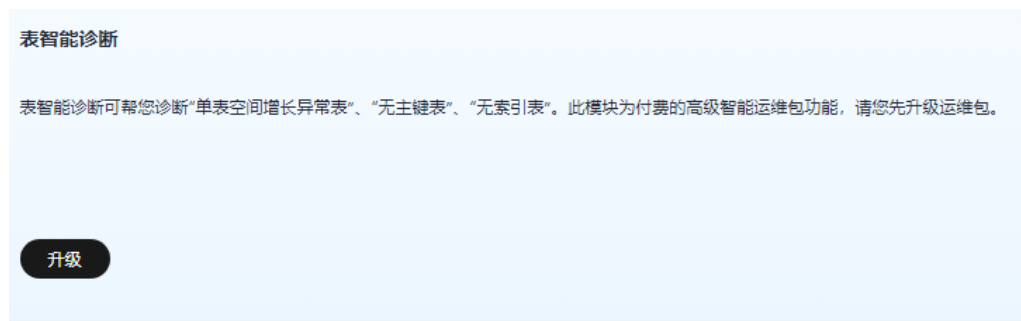 表智能诊断
表智能诊断可帮您诊断“单表空间增长异常表”、“无主键表”、“无索引表”。此模块为付费的高级智能运维包功能，请您先升级运维包。
升级